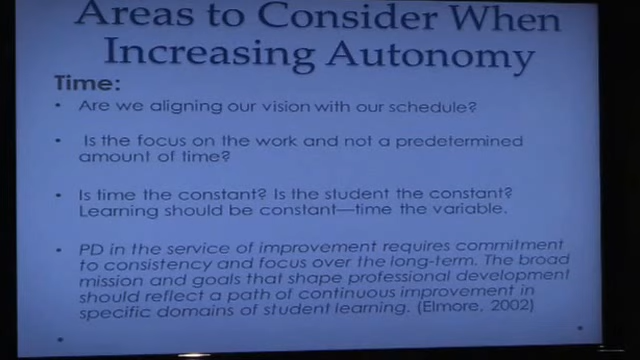 Areas to Consider When
Increasing Autonomy
Time:
• Are we aligning our vision with our schedule?
• Is the focus on the work and not a predetermined
amount of time?
• Is time the constant? Is the student the constant?
Learning should be constant—time the variable.
• PD in the service of improvement requires commitment
to consistency and focus over the long-term. The broad
mission and goals that shape professional development
should reflect a path of continuous improvement in
specific domains of student learning. (Elmore, 2002)